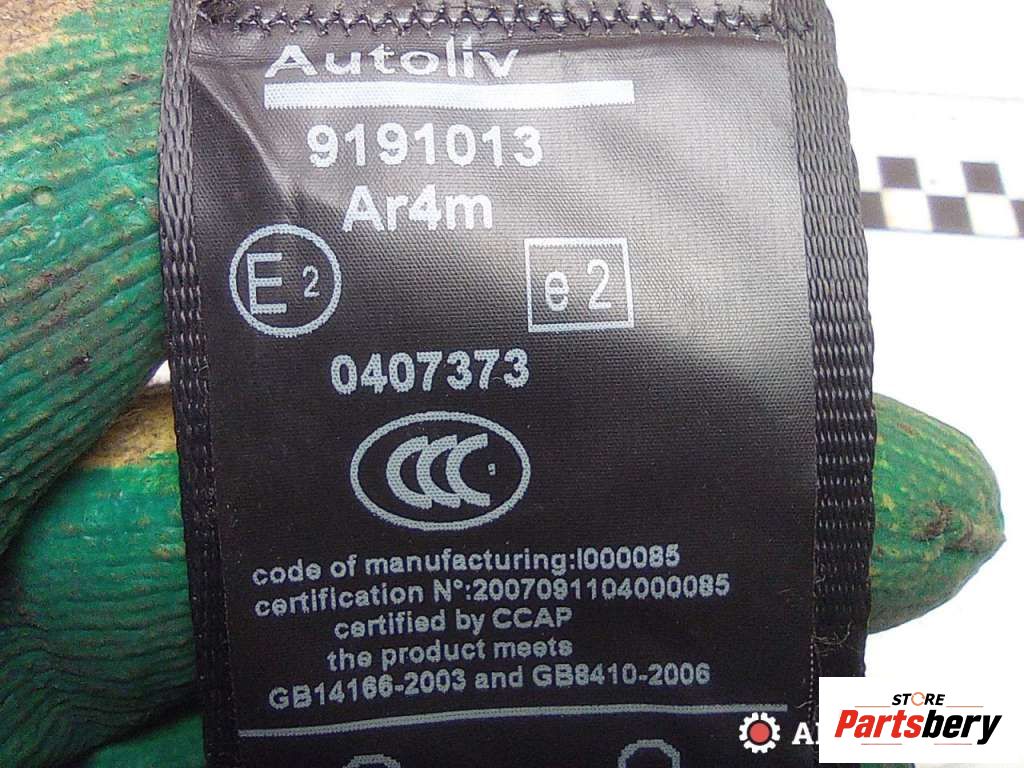 Autoliv
9191013
Ar4m
E 2
e 2
0407373
CCC
code of manufacturing:I000085
certification N°:2007091104000085
certified by CCAP
the product meets
GB14166-2003 and GB8410-2006
STORE
Partsbery